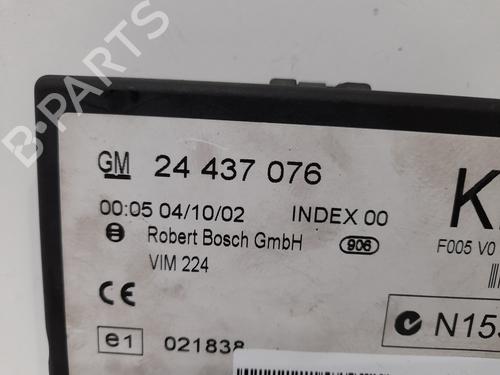 B-PARTS
GM 24 437 076
00:05 04/10/02 INDEX 00
Robert Bosch GmbH 906
VIM 224
F005 V0
CE
e1 021838